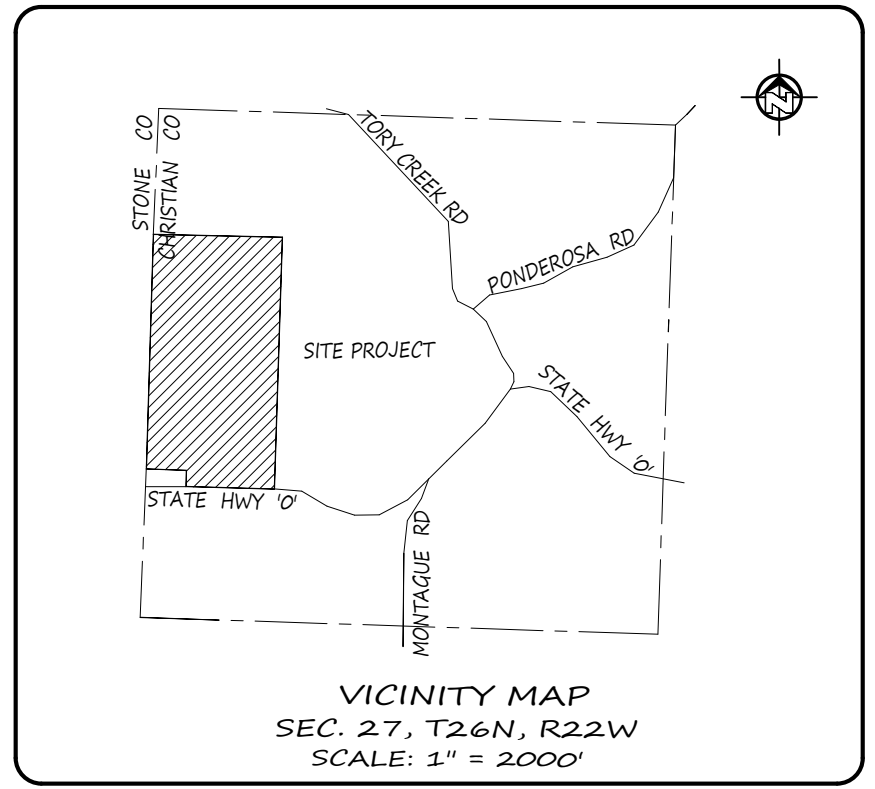 STONE CO
CHRISTIAN CO
TORY CREEK RD
N
PONDEROSA RD
SITE PROJECT
STATE HWY 'O'
STATE HWY 'O'
MONTAGUE RD
VICINITY MAP
SEC. 27, T26N, R22W
SCALE: 1" = 2000'